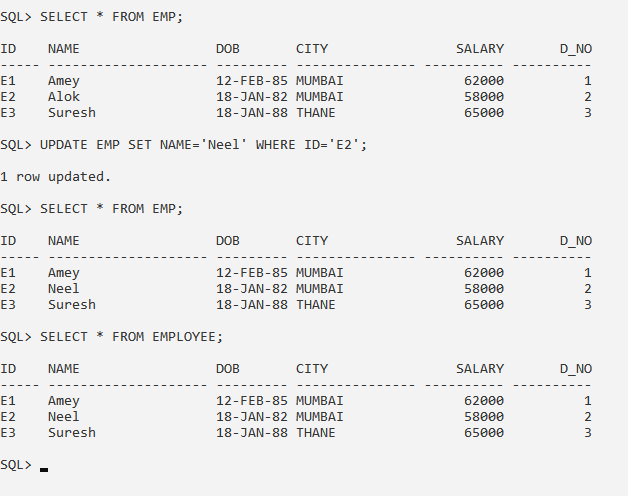 SQL> SELECT * FROM EMP;
ID    NAME                 DOB       CITY                SALARY       D_NO
----- -------------------- --------- --------------- ---------- ----------
E1    Amey                 12-FEB-85 MUMBAI               62000          1
E2    Alok                 18-JAN-82 MUMBAI               58000          2
E3    Suresh               18-JAN-88 THANE                65000          3
SQL> UPDATE EMP SET NAME='Neel' WHERE ID='E2';
1 row updated.
SQL> SELECT * FROM EMP;
ID    NAME                 DOB       CITY                SALARY       D_NO
----- -------------------- --------- --------------- ---------- ----------
E1    Amey                 12-FEB-85 MUMBAI               62000          1
E2    Neel                 18-JAN-82 MUMBAI               58000          2
E3    Suresh               18-JAN-88 THANE                65000          3
SQL> SELECT * FROM EMPLOYEE;
ID    NAME                 DOB       CITY                SALARY       D_NO
----- -------------------- --------- --------------- ---------- ----------
E1    Amey                 12-FEB-85 MUMBAI               62000          1
E2    Neel                 18-JAN-82 MUMBAI               58000          2
E3    Suresh               18-JAN-88 THANE                65000          3
SQL>